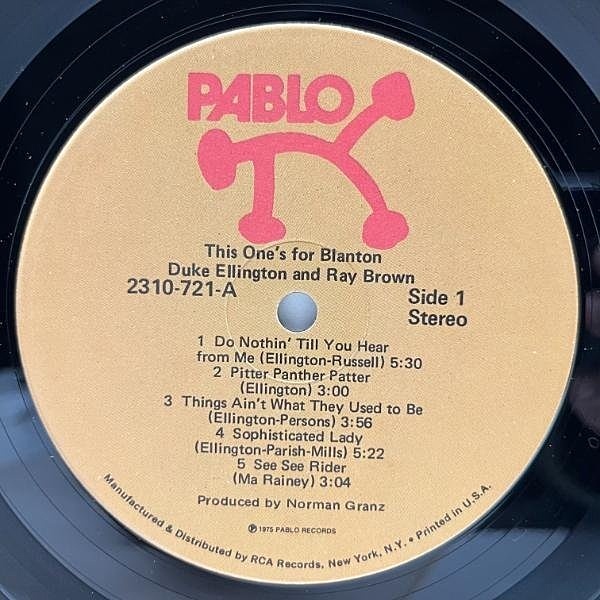 PABLO
This One's for Blanton
Duke Ellington and Ray Brown
2310-721-A
Side 1
Stereo
1 Do Nothin' Till You Hear
from Me (Ellington-Russell) 5:30
2 Pitter Panther Patter
(Ellington) 3:00
3 Things Ain't What They Used to Be
(Ellington-Persons) 3:56
4 Sophisticated Lady
(Ellington-Parish-Mills) 5:22
5 See See Rider
(Ma Rainey) 3:04
Produced by Norman Granz
℗ 1975 PABLO RECORDS
Manufactured & Distributed by RCA Records, New York, N.Y. • Printed in U.S.A.